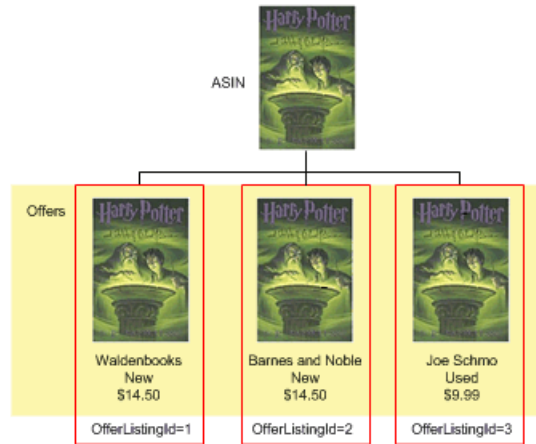 Harry Potter
ASIN
Offers
Harry Potter
Harry Potter
Harry Potter
Waldenbooks
New
$14.50
Barnes and Noble
New
$14.50
Joe Schmo
Used
$9.99
OfferListingId=1
OfferListingId=2
OfferListingId=3